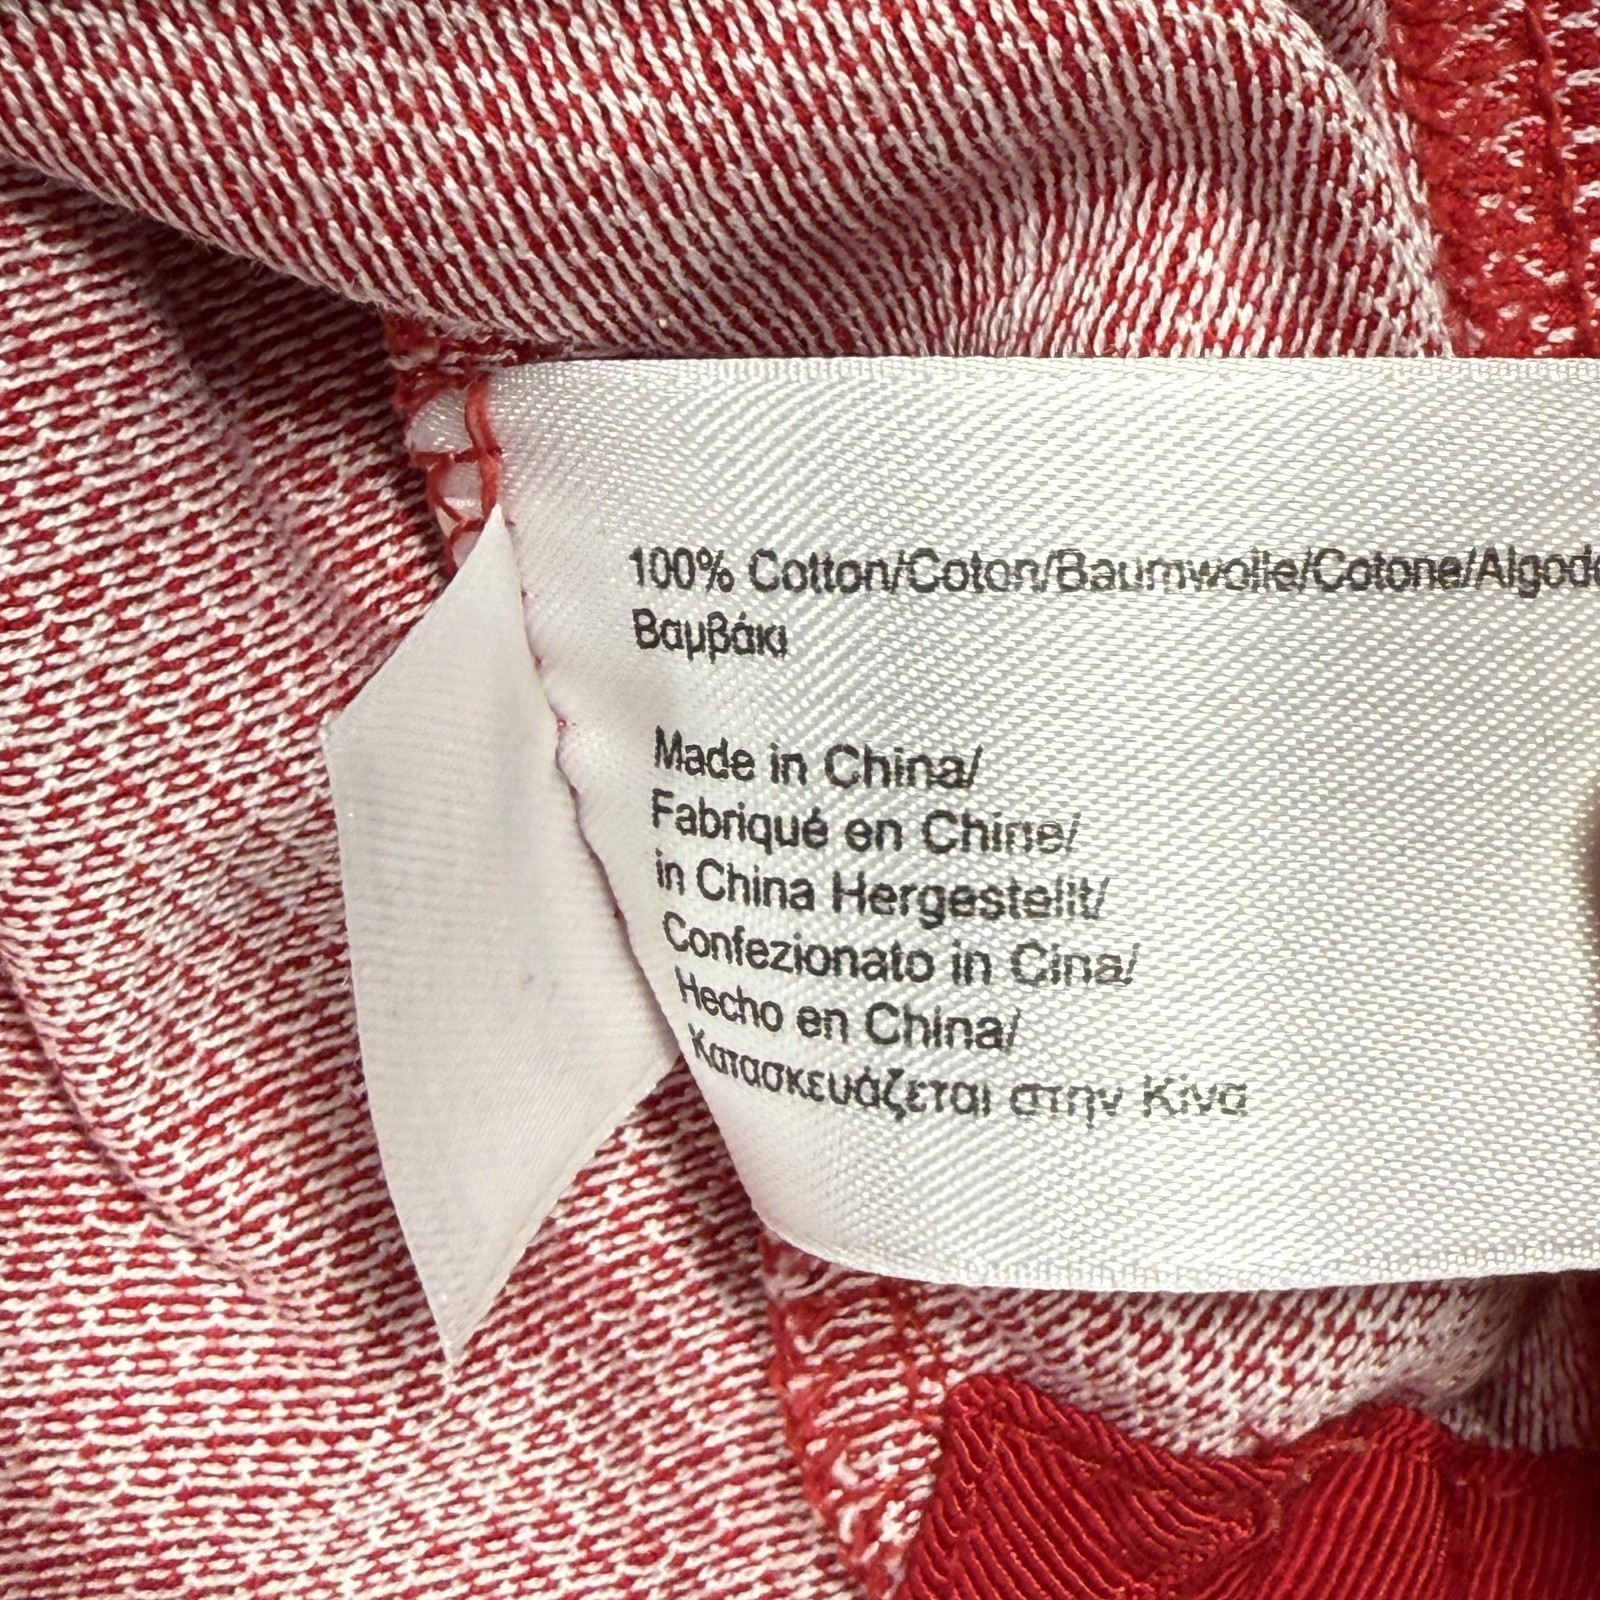 100% Cotton/Coton/Baumwolle/Cotone/Algodo
Βαμβάκι
Made in China/
Fabriqué en Chine/
in China Hergestellt/
Confezionato in Cina/
Hecho en China/
Κατασκευάζεται στην Κίνα